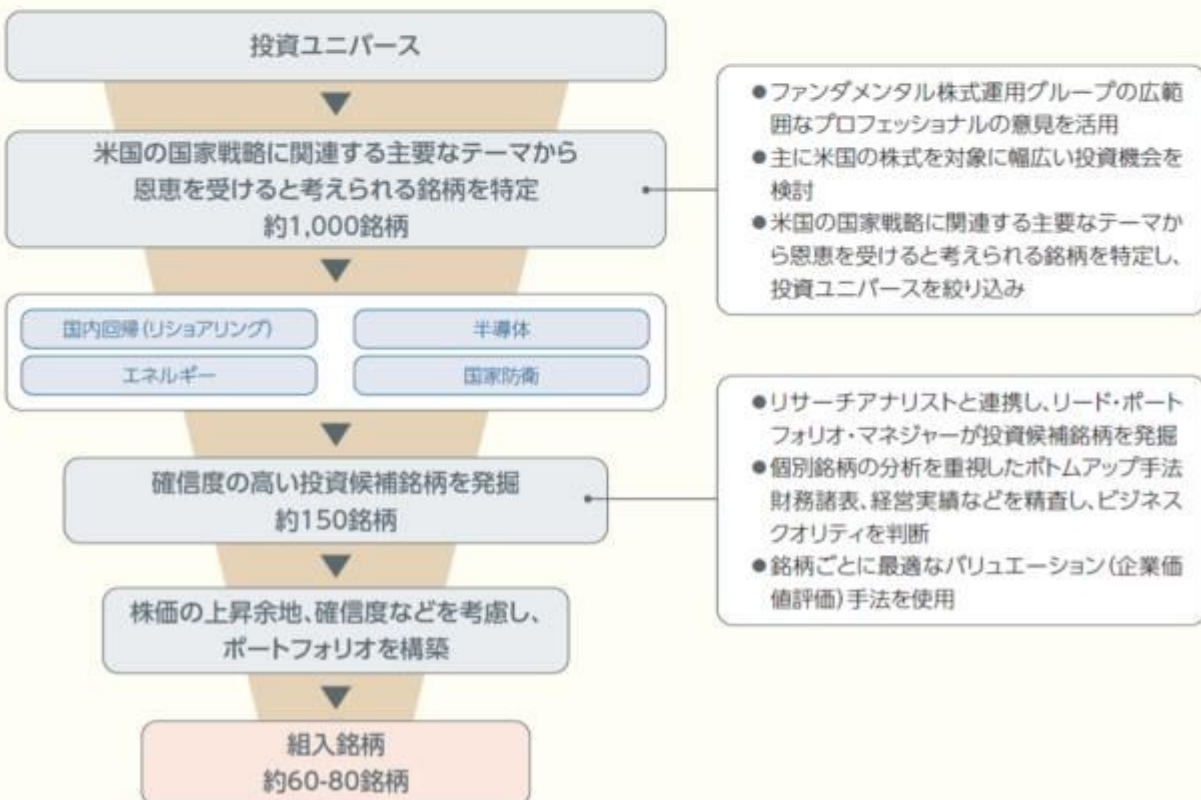 投資ユニバース
米国の国家戦略に関連する主要なテーマから
恩恵を受けると考えられる銘柄を特定
約1,000銘柄
●ファンダメンタル株式運用グループの広範
囲なプロフェッショナルの意見を活用
●主に米国の株式を対象に幅広い投資機会を
検討
●米国の国家戦略に関連する主要なテーマか
ら恩恵を受けると考えられる銘柄を特定し、
投資ユニバースを絞り込み
国内回帰(リショアリング)
半導体
エネルギー
国家防衛
確信度の高い投資候補銘柄を発掘
約150銘柄
●リサーチアナリストと連携し、リード・ポート
フォリオ・マネジャーが投資候補銘柄を発掘
●個別銘柄の分析を重視したボトムアップ手法
財務諸表、経営実績などを精査し、ビジネス
クオリティを判断
●銘柄ごとに最適なバリュエーション(企業価
値評価)手法を使用
株価の上昇余地、確信度などを考慮し、
ポートフォリオを構築
組入銘柄
約60-80銘柄